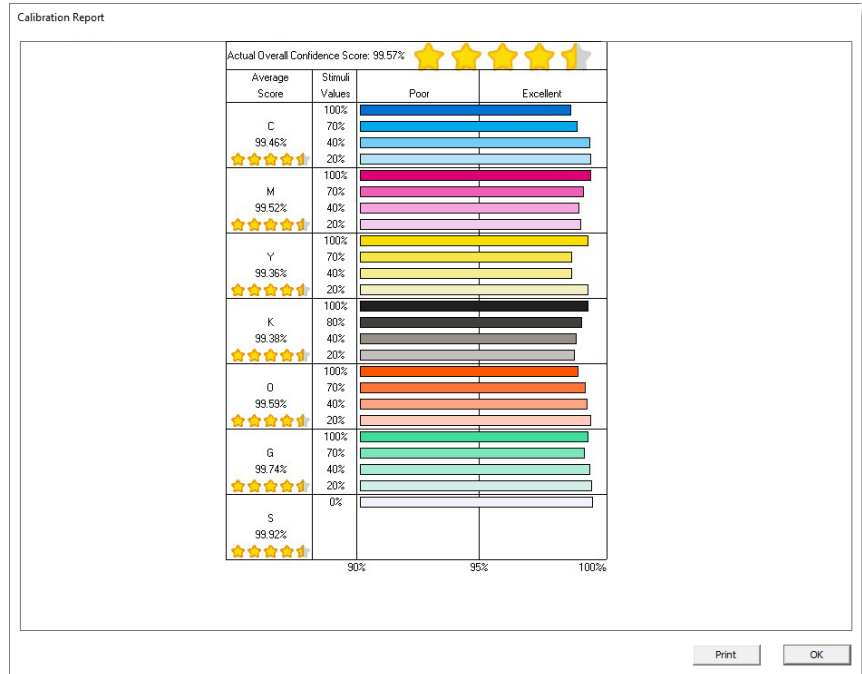 Calibration Report
Actual Overall Confidence Score: 99.57%
Average Score
Stimuli Values
Poor
Excellent
C
99.46%
100%
70%
40%
20%
M
99.52%
100%
70%
40%
20%
Y
99.36%
100%
70%
40%
20%
K
99.38%
100%
80%
40%
20%
O
99.59%
100%
70%
40%
20%
G
99.74%
100%
70%
40%
20%
S
99.92%
0%
90%
95%
100%
Print
OK